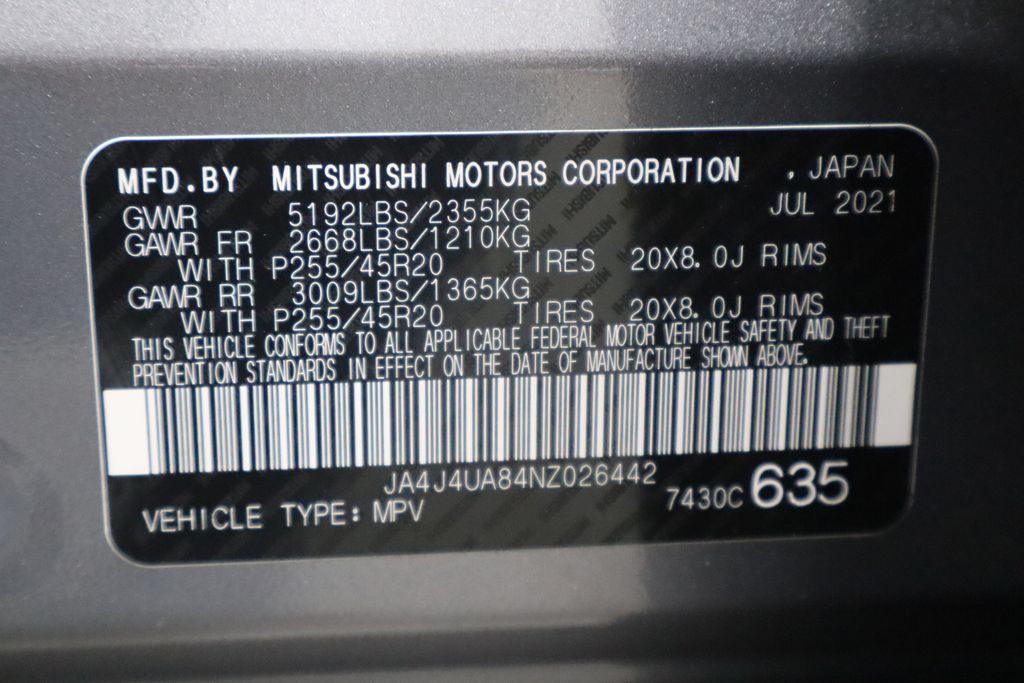 MFD.BY MITSUBISHI MOTORS CORPORATION . JAPAN
GWWR 5192LBS/2355KG JUL 2021
GAWR FR 2668LBS/1210KG
WITH P255/45R20 TIRES 20X8.0J RIMS
GAWR RR 3009LBS/1365KG
WITH P255/45R20 TIRES 20X8.0J RIMS
THIS VEHICLE CONFORMS TO ALL APPLICABLE FEDERAL MOTOR VEHICLE SAFETY AND THEFT
PREVENTION STANDARDS IN EFFECT ON THE DATE OF MANUFACTURE SHOWN ABOVE.
JA4J4UA84NZ026442
7430C 635
VEHICLE TYPE: MPV